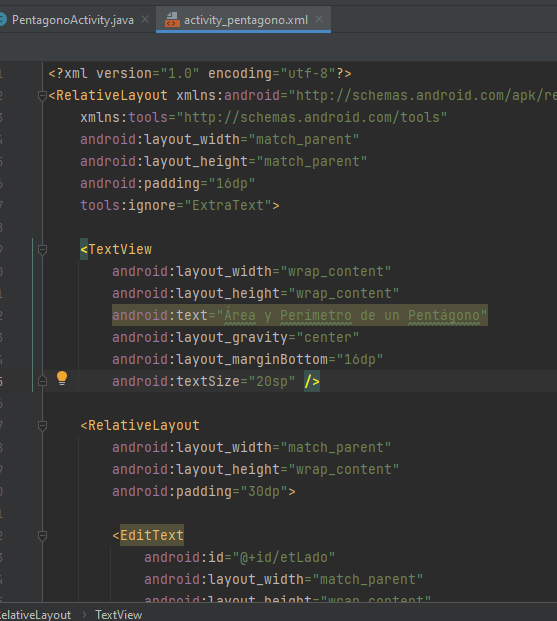 PentagonoActivity.java
activity_pentagono.xml
<?xml version="1.0" encoding="utf-8"?>
<RelativeLayout xmlns:android="http://schemas.android.com/apk/re
xmlns:tools="http://schemas.android.com/tools"
android:layout_width="match_parent"
android:layout_height="match_parent"
android:padding="16dp"
tools:ignore="ExtraText">
<TextView
android:layout_width="wrap_content"
android:layout_height="wrap_content"
android:text="Área y Perímetro de un Pentágono"
android:layout_gravity="center"
android:layout_marginBottom="16dp"
android:textSize="20sp" />
<RelativeLayout
android:layout_width="match_parent"
android:layout_height="wrap_content"
android:padding="30dp">
<EditText
android:id="@+id/etLado"
android:layout_width="match_parent"
android:layout_height="wrap_content"
RelativeLayout > TextView